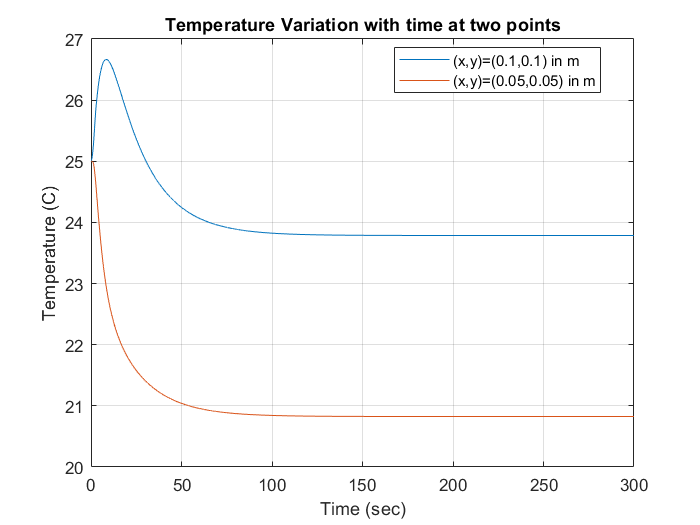 Temperature Variation with time at two points
(x,y)=(0.1,0.1) in m
(x,y)=(0.05,0.05) in m
Temperature (C)
27
26
25
24
23
22
21
20
0 50 100 150 200 250 300
Time (sec)